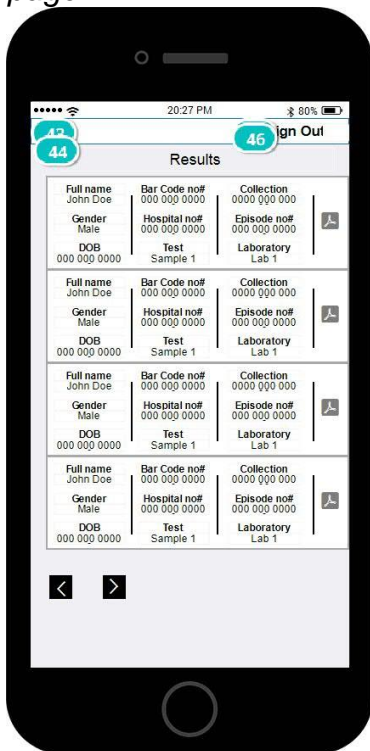 page
20:27 PM 80%
43
ign Out
44
46
Results
Full name Bar Code no# Collection
John Doe 000 000 0000 0000 000 000
Gender Hospital no# Episode no#
Male 000 000 0000 000 000 0000
DOB Test Laboratory
000 000 0000 Sample 1 Lab 1
Full name Bar Code no# Collection
John Doe 000 000 0000 0000 000 000
Gender Hospital no# Episode no#
Male 000 000 0000 000 000 0000
DOB Test Laboratory
000 000 0000 Sample 1 Lab 1
Full name Bar Code no# Collection
John Doe 000 000 0000 0000 000 000
Gender Hospital no# Episode no#
Male 000 000 0000 000 000 0000
DOB Test Laboratory
000 000 0000 Sample 1 Lab 1
Full name Bar Code no# Collection
John Doe 000 000 0000 0000 000 000
Gender Hospital no# Episode no#
Male 000 000 0000 000 000 0000
DOB Test Laboratory
000 000 0000 Sample 1 Lab 1